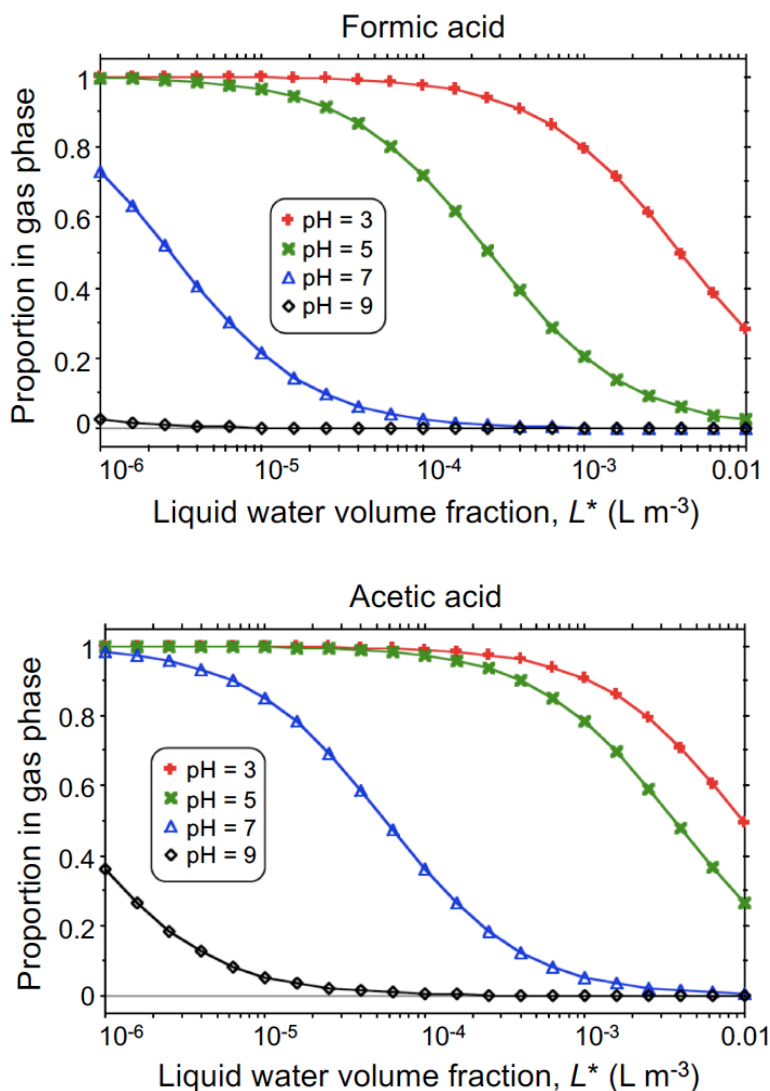 Formic acid
Proportion in gas phase
1
0.8
0.6
0.4
0.2
0
pH = 3
pH = 5
pH = 7
pH = 9
10-6 10-5 10-4 10-3 0.01
Liquid water volume fraction, L* (L m-3)
Acetic acid
Proportion in gas phase
1
0.8
0.6
0.4
0.2
0
pH = 3
pH = 5
pH = 7
pH = 9
10-6 10-5 10-4 10-3 0.01
Liquid water volume fraction, L* (L m-3)